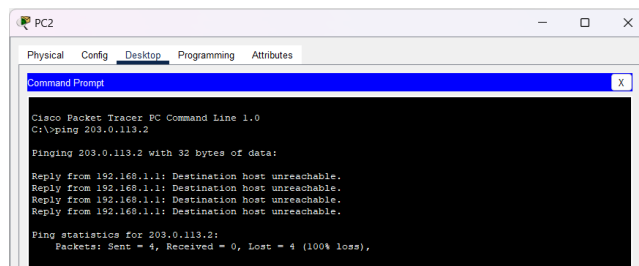 PC2
Physical Config Desktop Programming Attributes
Command Prompt X
Cisco Packet Tracer PC Command Line 1.0
C:\>ping 203.0.113.2
Pinging 203.0.113.2 with 32 bytes of data:
Reply from 192.168.1.1: Destination host unreachable.
Reply from 192.168.1.1: Destination host unreachable.
Reply from 192.168.1.1: Destination host unreachable.
Reply from 192.168.1.1: Destination host unreachable.
Ping statistics for 203.0.113.2:
Packets: Sent = 4, Received = 0, Lost = 4 (100% loss),